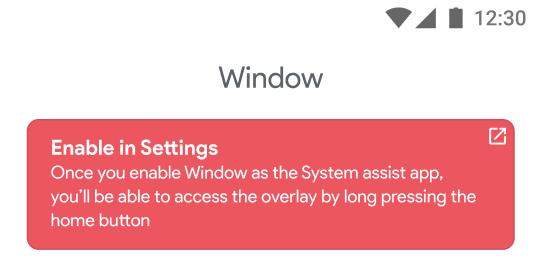 12:30
Window
Enable in Settings
Once you enable Window as the System assist app,
you'll be able to access the overlay by long pressing the
home button